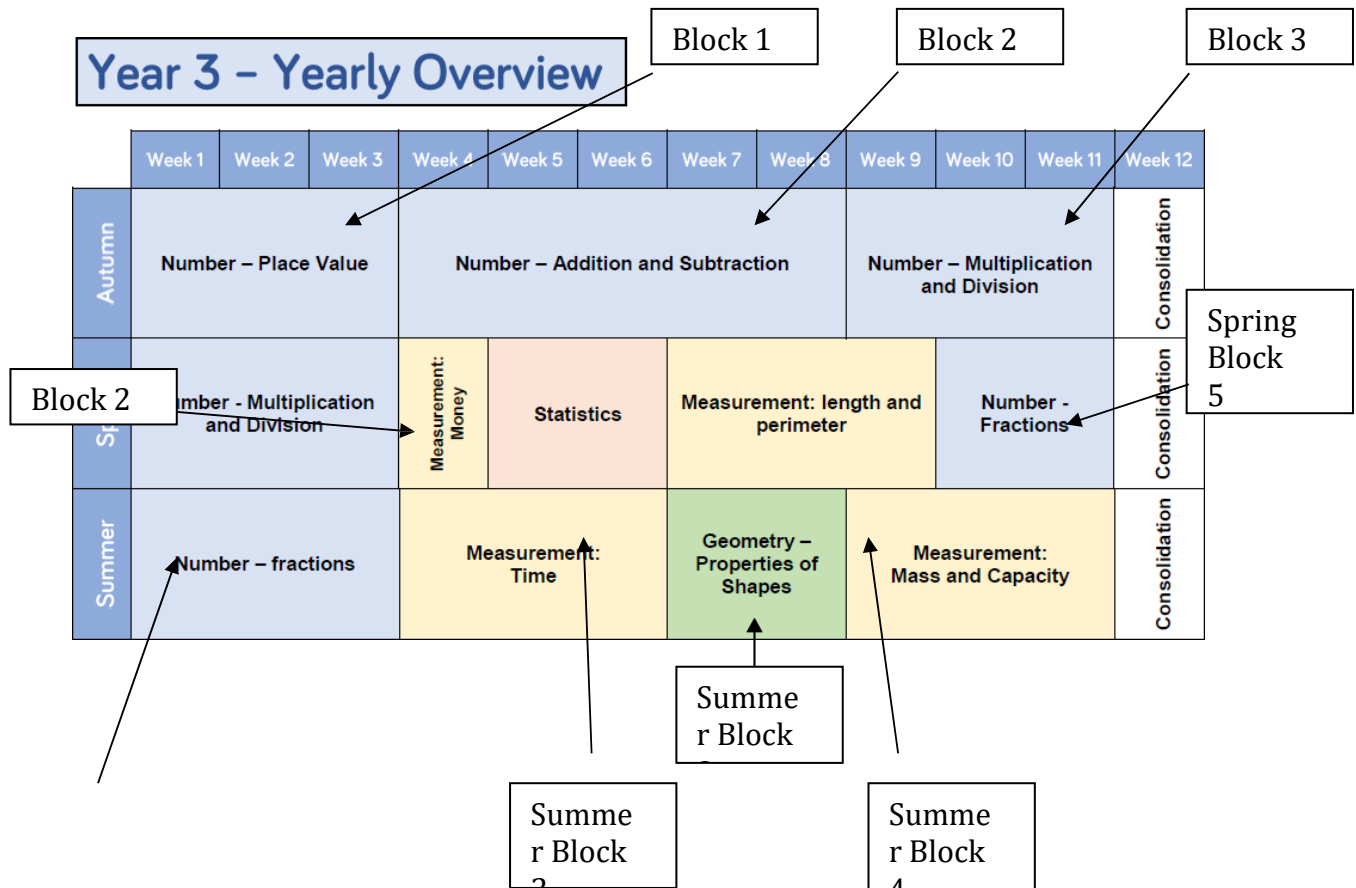 Block 1
Block 2
Block 3
Year 3 – Yearly Overview
Week 1 Week 2 Week 3 Week 4 Week 5 Week 6 Week 7 Week 8 Week 9 Week 10 Week 11 Week 12
Autumn
Number – Place Value
Number – Addition and Subtraction
Number – Multiplication
and Division
Consolidation
Spring
Block
5
Block 2
Sp
mber - Multiplication
and Division
Measurement:
Money
Statistics
Measurement: length and
perimeter
Number -
Fractions
Consolidation
Summer
Number – fractions
Measurement:
Time
Geometry –
Properties of
Shapes
Measurement:
Mass and Capacity
Consolidation
Summe
r Block
Summe
r Block
Summe
r Block
4